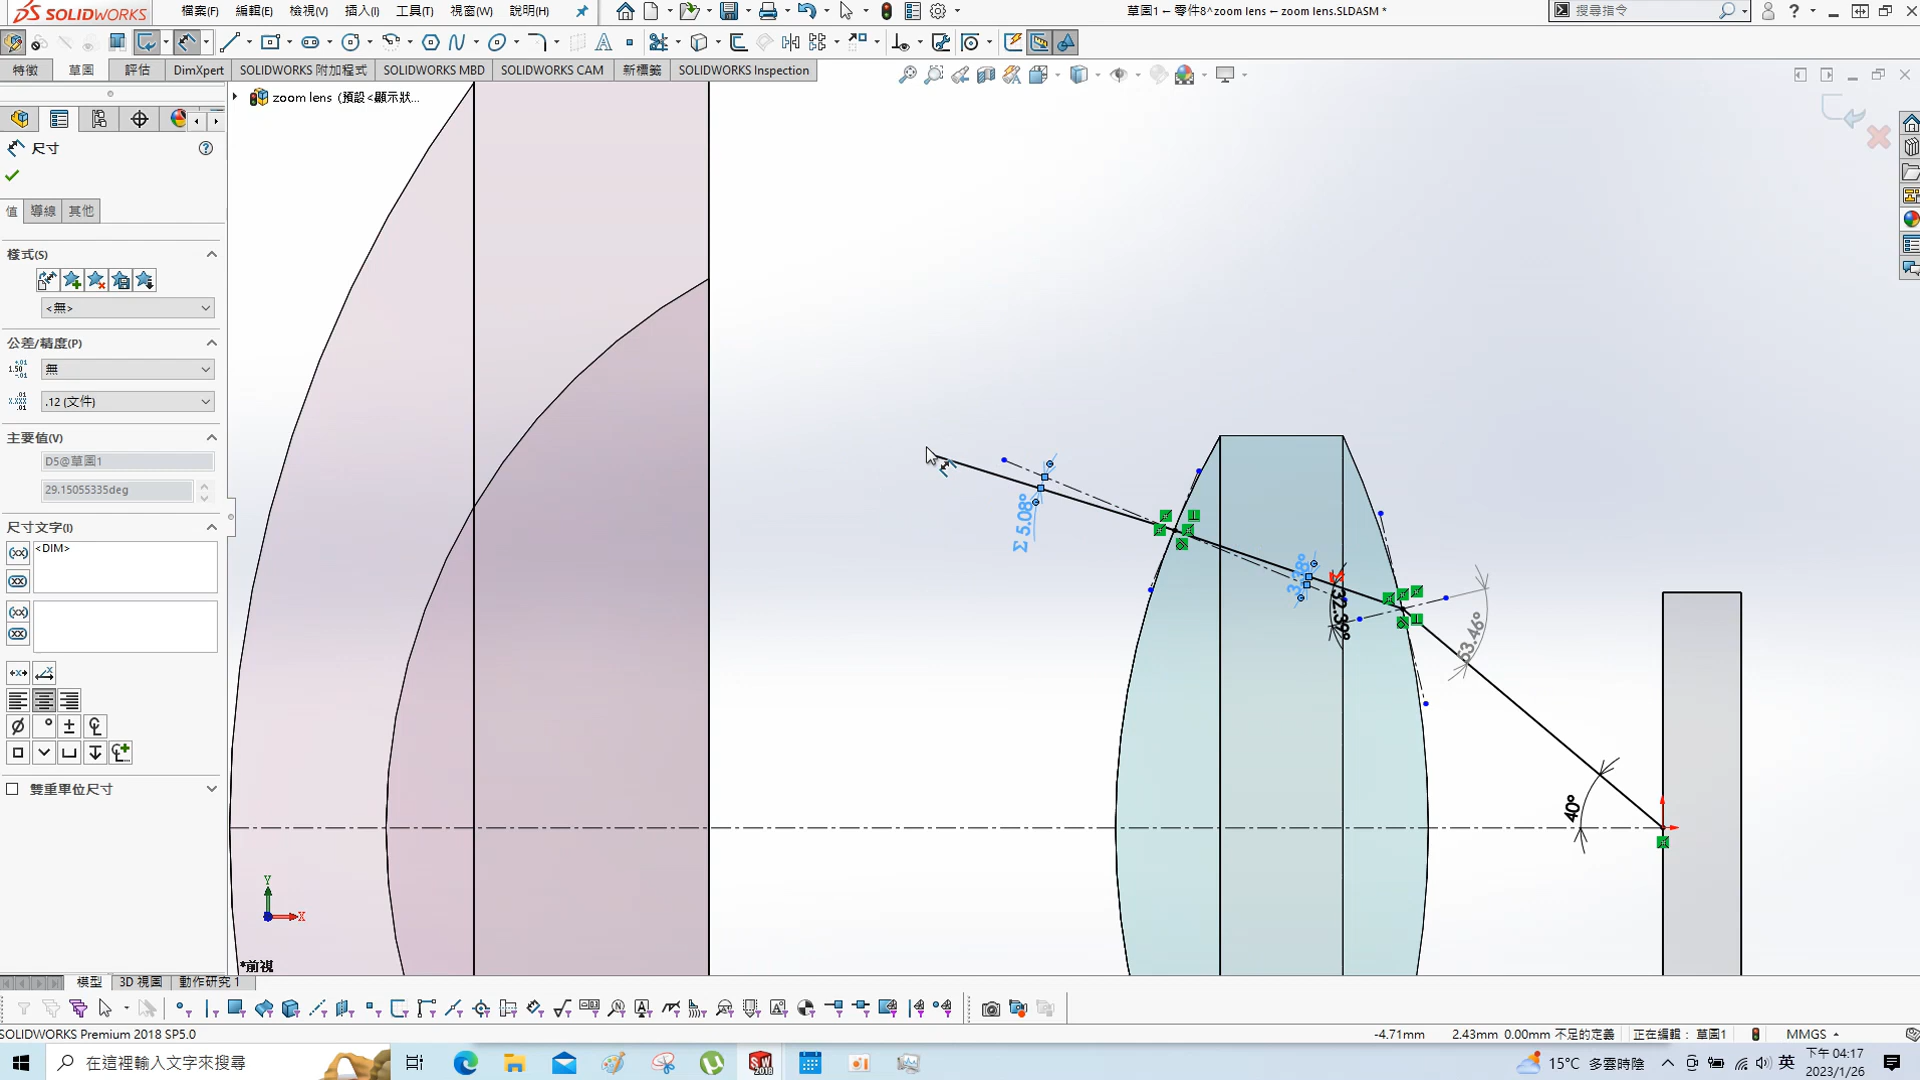 SOLIDWORKS
檔案(F) 編輯(E) 檢視(V) 插入(I) 工具(T) 視窗(W) 說明(H)
草圖1 ← 零件8^zoom lens ← zoom lens.SLDASM *
搜尋指令
特徵 草圖 評估 DimXpert SOLIDWORKS 附加程式 SOLIDWORKS MBD SOLIDWORKS CAM 新標籤 SOLIDWORKS Inspection
zoom lens (預設<顯示狀...
尺寸
值 導線 其他
樣式(S)
<無>
公差/精度(P)
無
.12 (文件)
主要值(V)
D5@草圖1
29.15055335deg
尺寸文字(I)
<DIM>
雙重單位尺寸
Σ 5.08°
32.39°
53.46°
40°
Y
X
*前視
模型 3D 視圖 動作研究 1
SOLIDWORKS Premium 2018 SP5.0
-4.71mm 2.43mm 0.00mm 不足的定義 正在編輯： 草圖1 MMGS
在這裡輸入文字來搜尋
15°C 多雲時陰
英
下午 04:17
2023/1/26